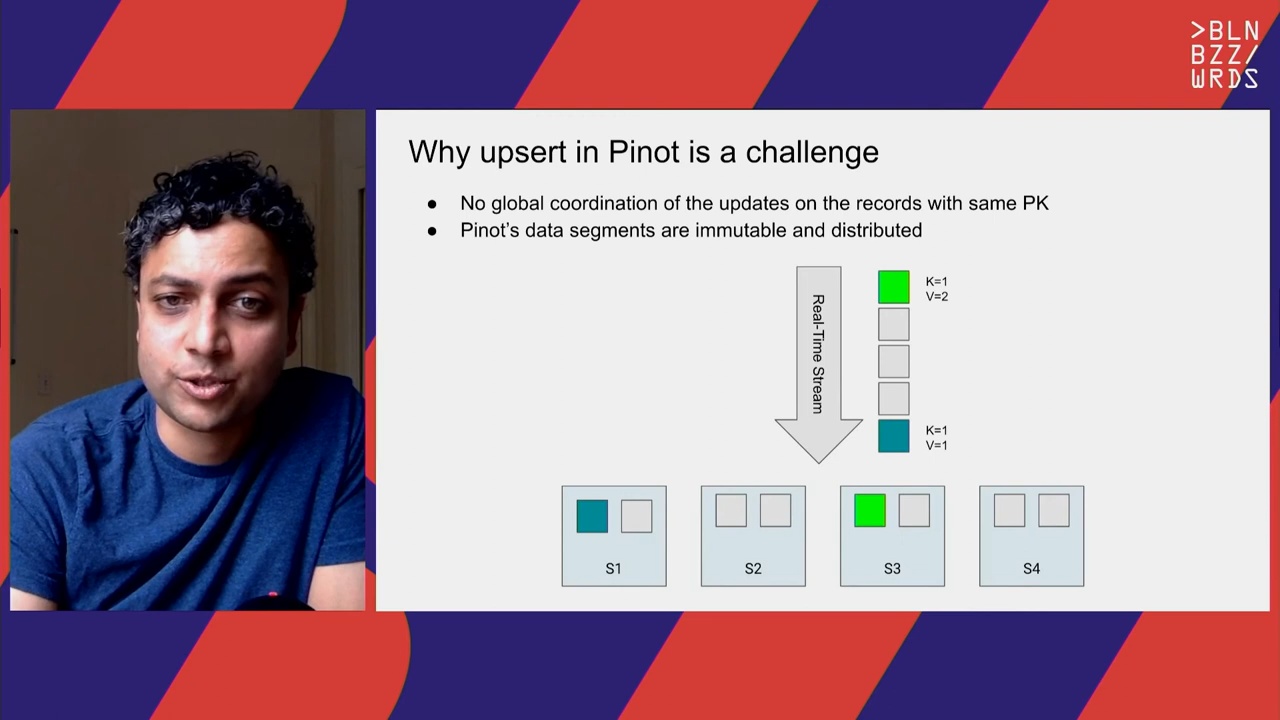 >BLN
BZZ/
WRDS
Why upsert in Pinot is a challenge
● No global coordination of the updates on the records with same PK
● Pinot's data segments are immutable and distributed
Real-Time Stream
K=1
V=2
K=1
V=1
S1
S2
S3
S4